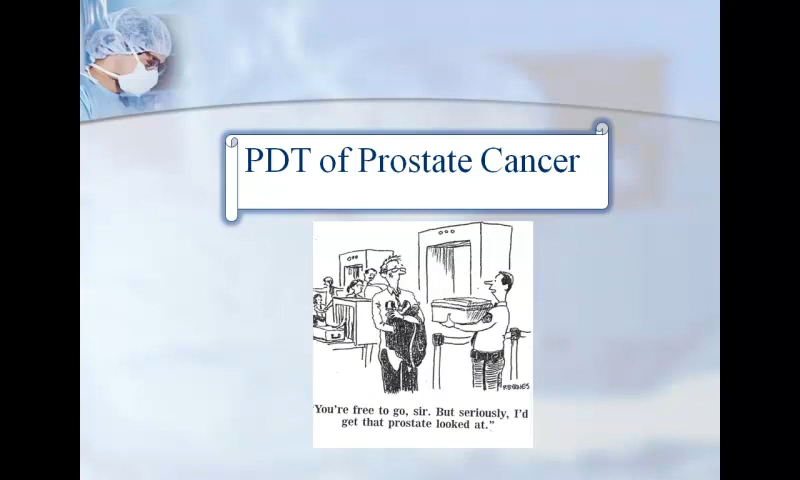 PDT of Prostate Cancer
"You're free to go, sir. But seriously, I'd
get that prostate looked at."